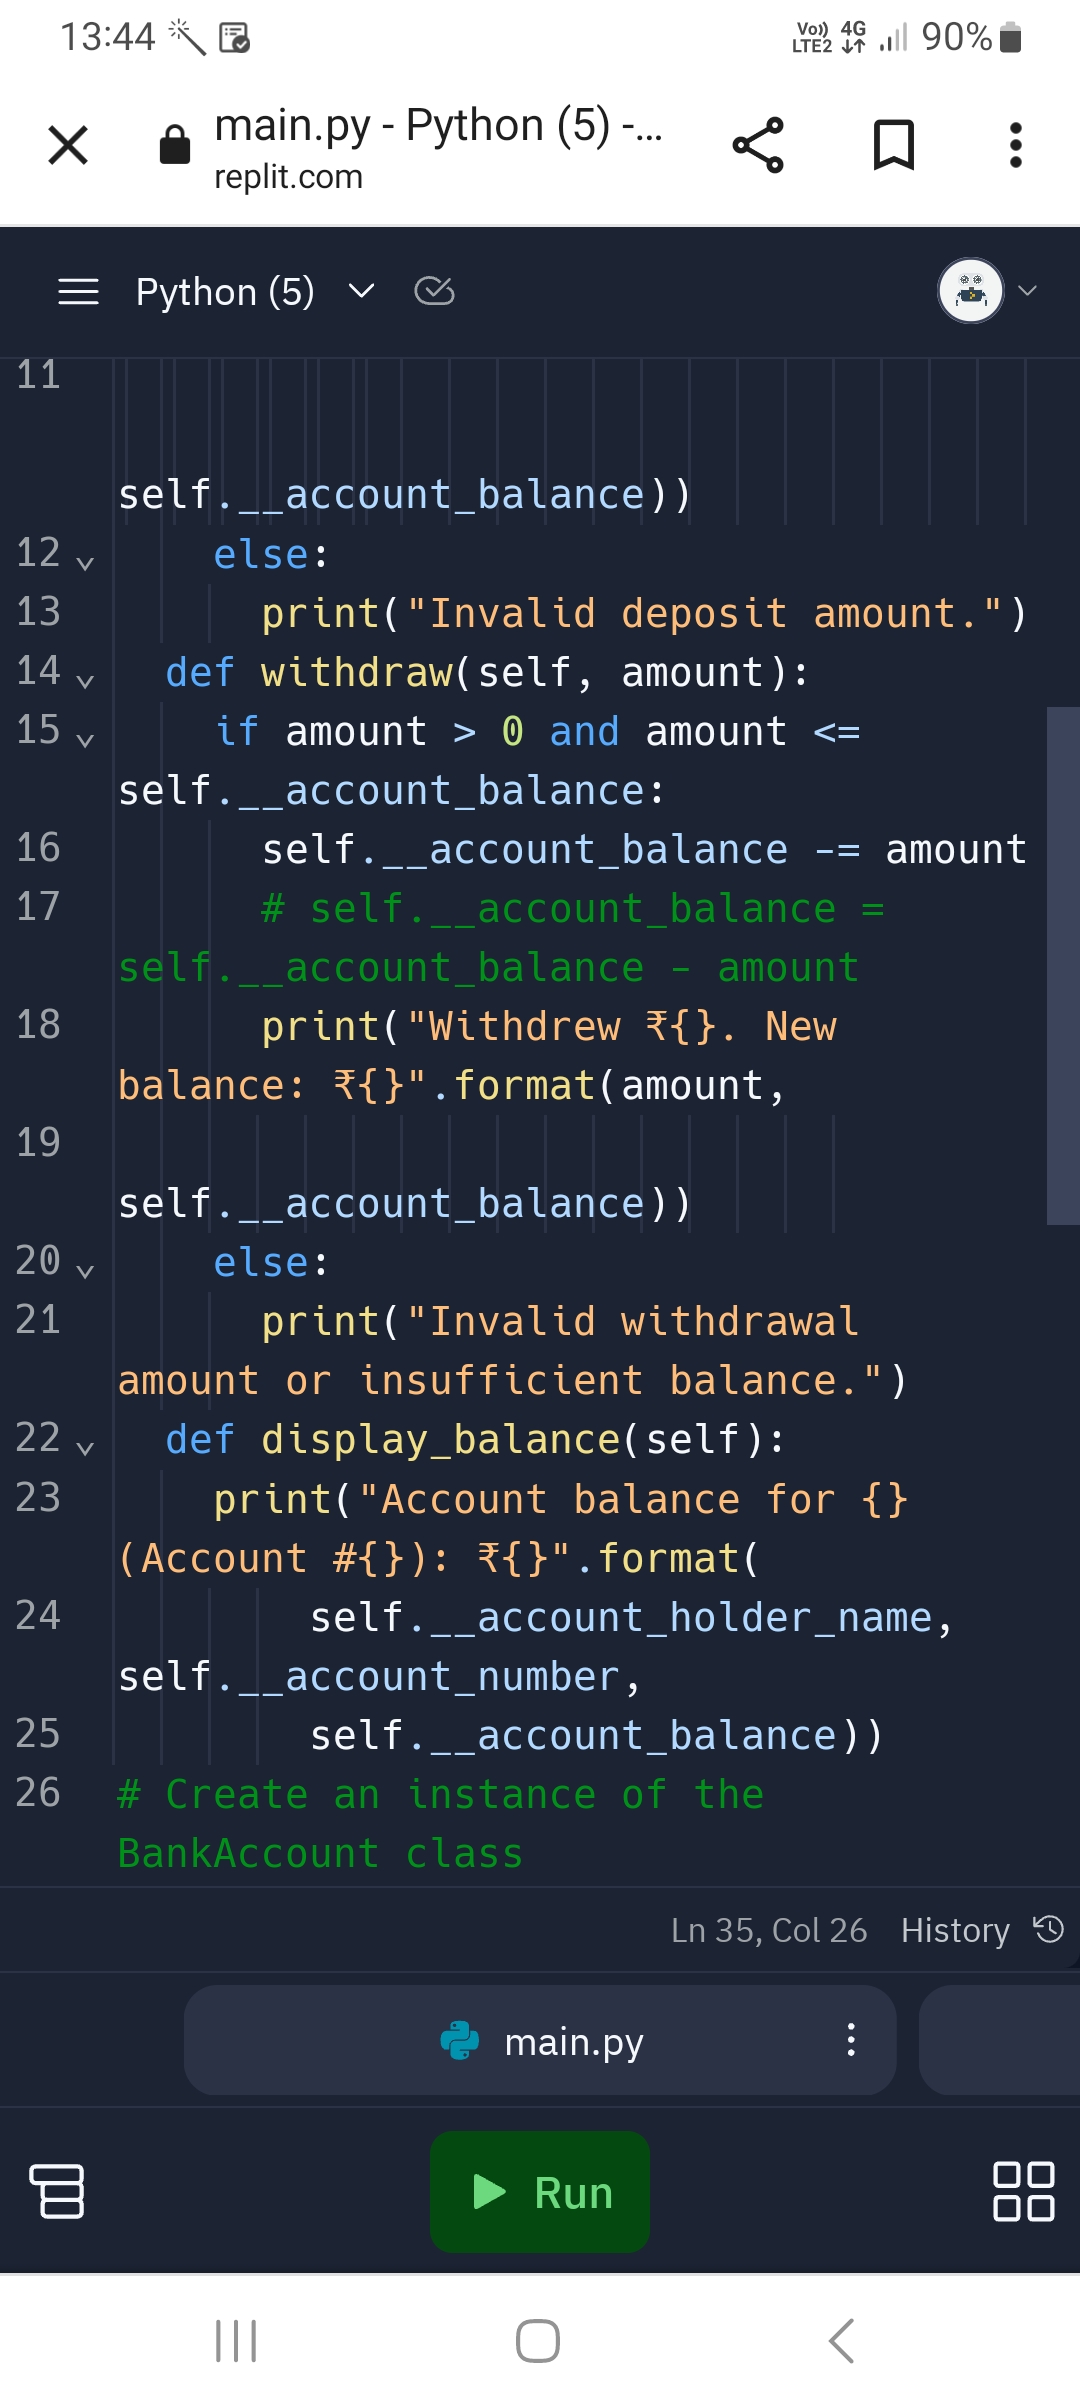 13:44
Vo)) LTE2 4G 90%
main.py - Python (5) -...
replit.com
Python (5)
11
self.__account_balance))
12 else:
13 print("Invalid deposit amount.")
14 def withdraw(self, amount):
15 if amount > 0 and amount <=
self.__account_balance:
16 self.__account_balance -= amount
17 # self.__account_balance =
self.__account_balance - amount
18 print("Withdrew ₹{}. New
balance: ₹{}".format(amount,
19
self.__account_balance))
20 else:
21 print("Invalid withdrawal
amount or insufficient balance.")
22 def display_balance(self):
23 print("Account balance for {}
(Account #{}): ₹{}".format(
24 self.__account_holder_name,
self.__account_number,
25 self.__account_balance))
26 # Create an instance of the
BankAccount class
Ln 35, Col 26 History
main.py
Run